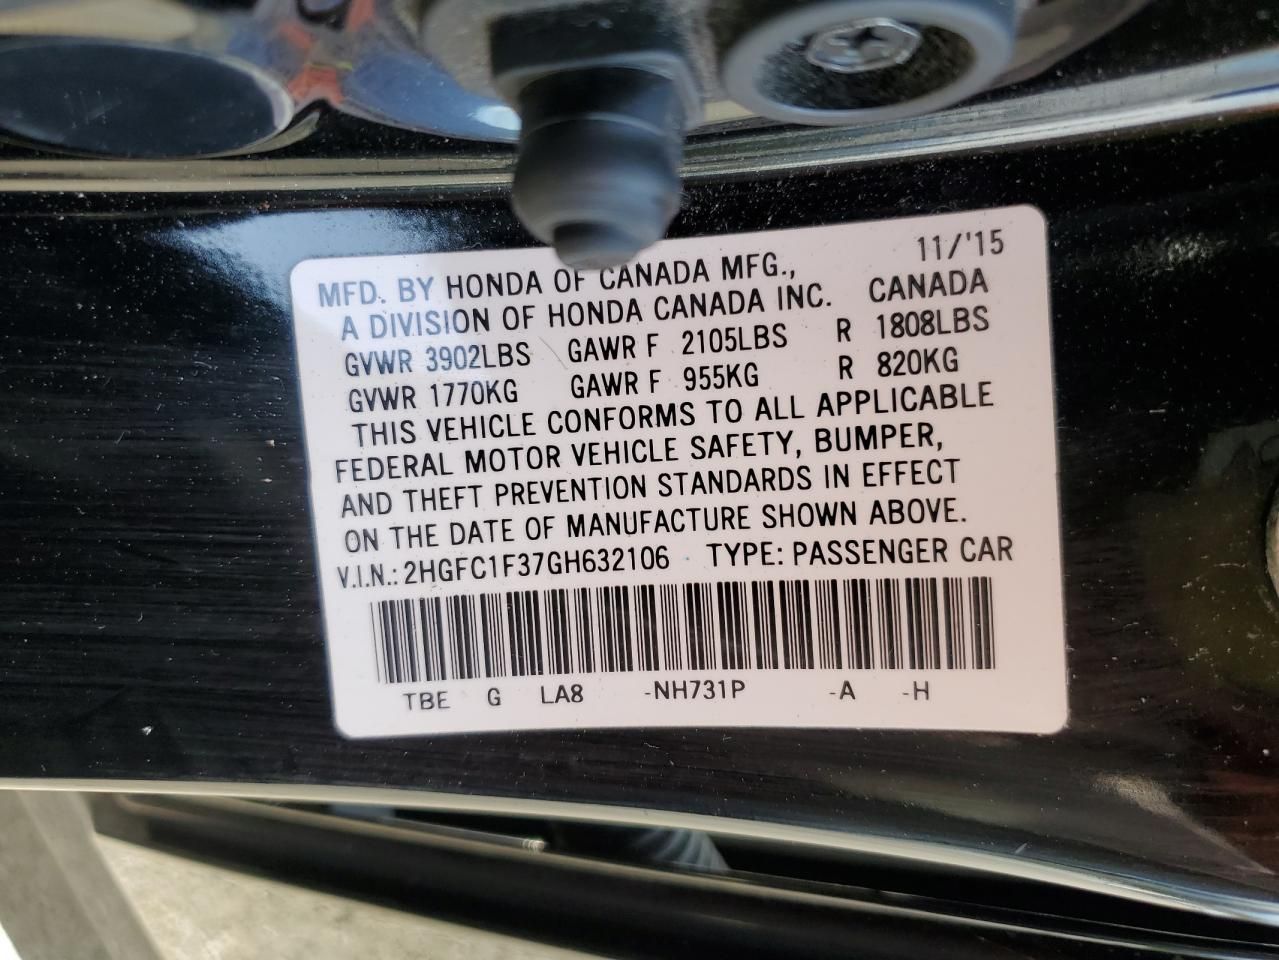 11/'15
MFD. BY HONDA OF CANADA MFG.,
A DIVISION OF HONDA CANADA INC. CANADA
GVWR 3902LBS GAWR F 2105LBS R 1808LBS
GVWR 1770KG GAWR F 955KG R 820KG
THIS VEHICLE CONFORMS TO ALL APPLICABLE
FEDERAL MOTOR VEHICLE SAFETY, BUMPER,
AND THEFT PREVENTION STANDARDS IN EFFECT
ON THE DATE OF MANUFACTURE SHOWN ABOVE.
V.I.N.: 2HGFC1F37GH632106 TYPE: PASSENGER CAR
TBE G LA8 -NH731P -A -H